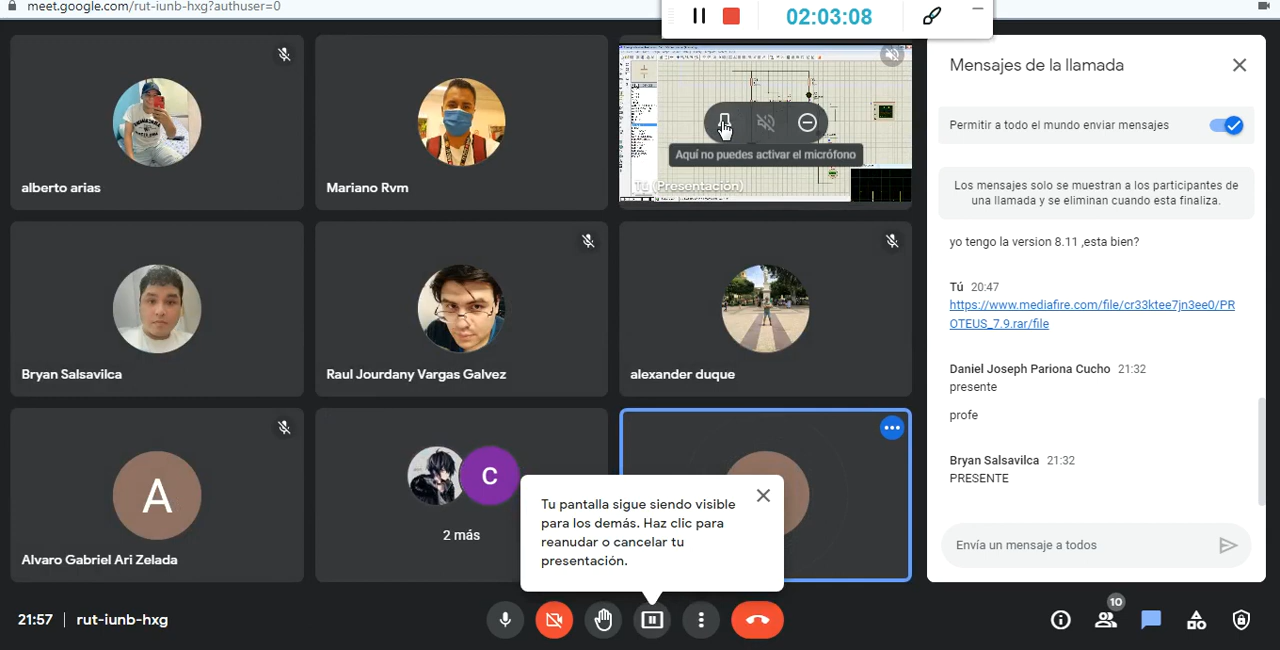 meet.google.com/rut-iunb-hxg?authuser=0
02:03:08
alberto arias
Mariano Rvm
Aquí no puedes activar el micrófono
Tú (Presentación)
Bryan Salsavilca
Raul Jourdany Vargas Galvez
alexander duque
A
Alvaro Gabriel Ari Zelada
C
2 más
Tu pantalla sigue siendo visible
para los demás. Haz clic para
reanudar o cancelar tu
presentación.
21:57 | rut-iunb-hxg
Mensajes de la llamada
Permitir a todo el mundo enviar mensajes
Los mensajes solo se muestran a los participantes de
una llamada y se eliminan cuando esta finaliza.
yo tengo la version 8.11 ,esta bien?
Tú 20:47
https://www.mediafire.com/file/cr33ktee7jn3ee0/PR
OTEUS_7.9.rar/file
Daniel Joseph Pariona Cucho 21:32
presente
profe
Bryan Salsavilca 21:32
PRESENTE
Envía un mensaje a todos
10